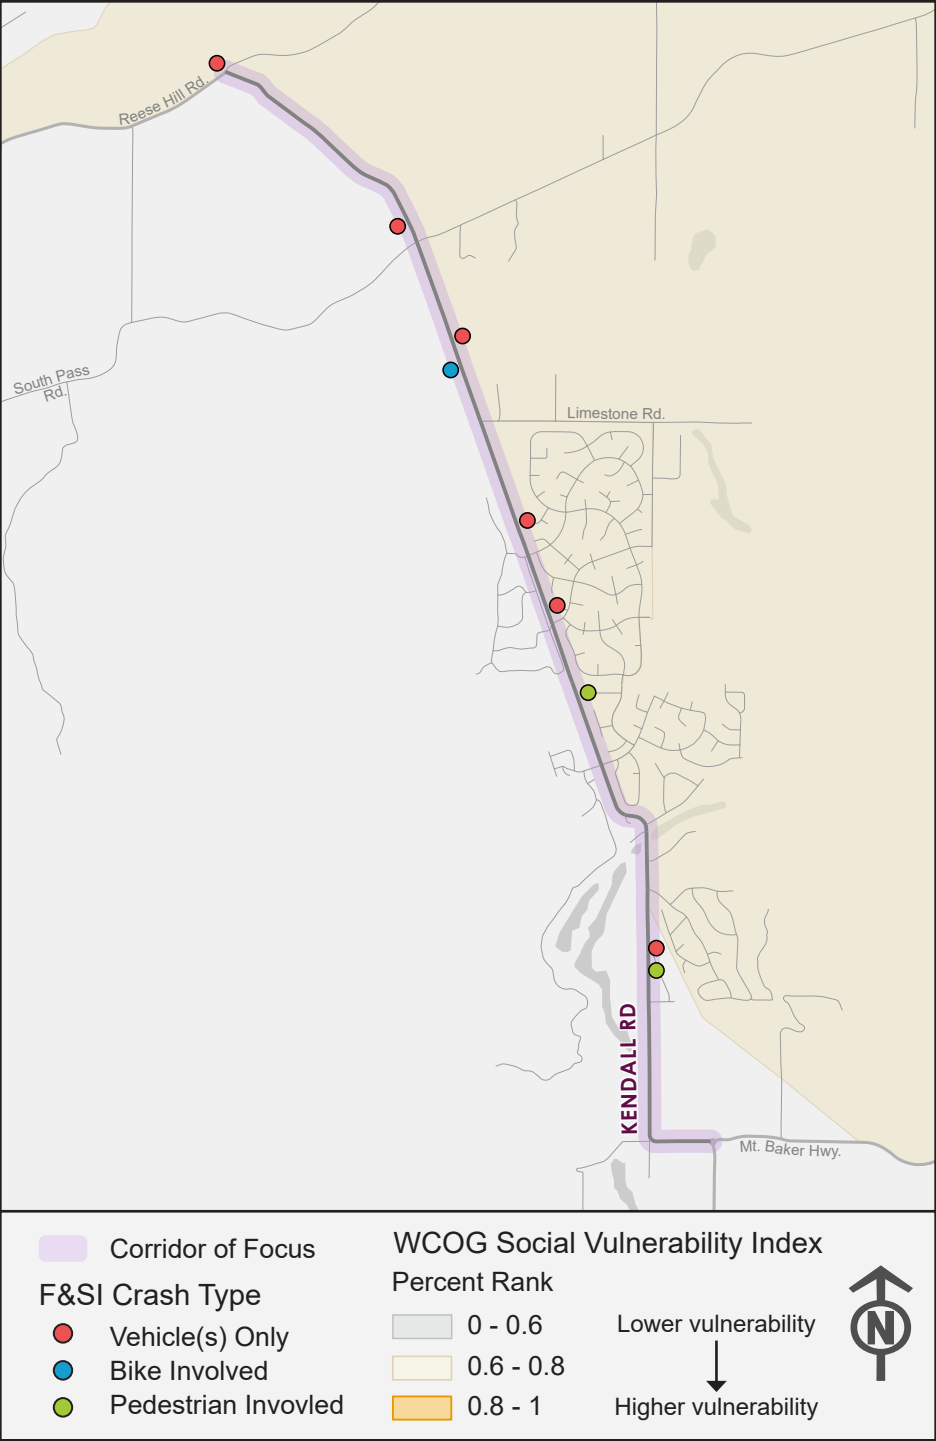 Reese Hill Rd.
South Pass
Rd.
Limestone Rd.
KENDALL RD
Mt. Baker Hwy.
Corridor of Focus
F&SI Crash Type
Vehicle(s) Only
Bike Involved
Pedestrian Invovled
WCOG Social Vulnerability Index
Percent Rank
0 - 0.6
0.6 - 0.8
0.8 - 1
Lower vulnerability
Higher vulnerability
N